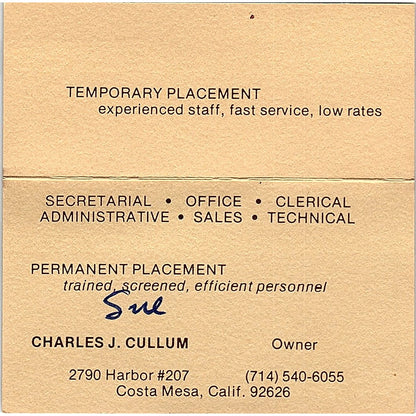 TEMPORARY PLACEMENT
experienced staff, fast service, low rates
SECRETARIAL • OFFICE • CLERICAL
ADMINISTRATIVE • SALES • TECHNICAL
PERMANENT PLACEMENT
trained, screened, efficient personnel
Sue
CHARLES J. CULLUM Owner
2790 Harbor #207 (714) 540-6055
Costa Mesa, Calif. 92626